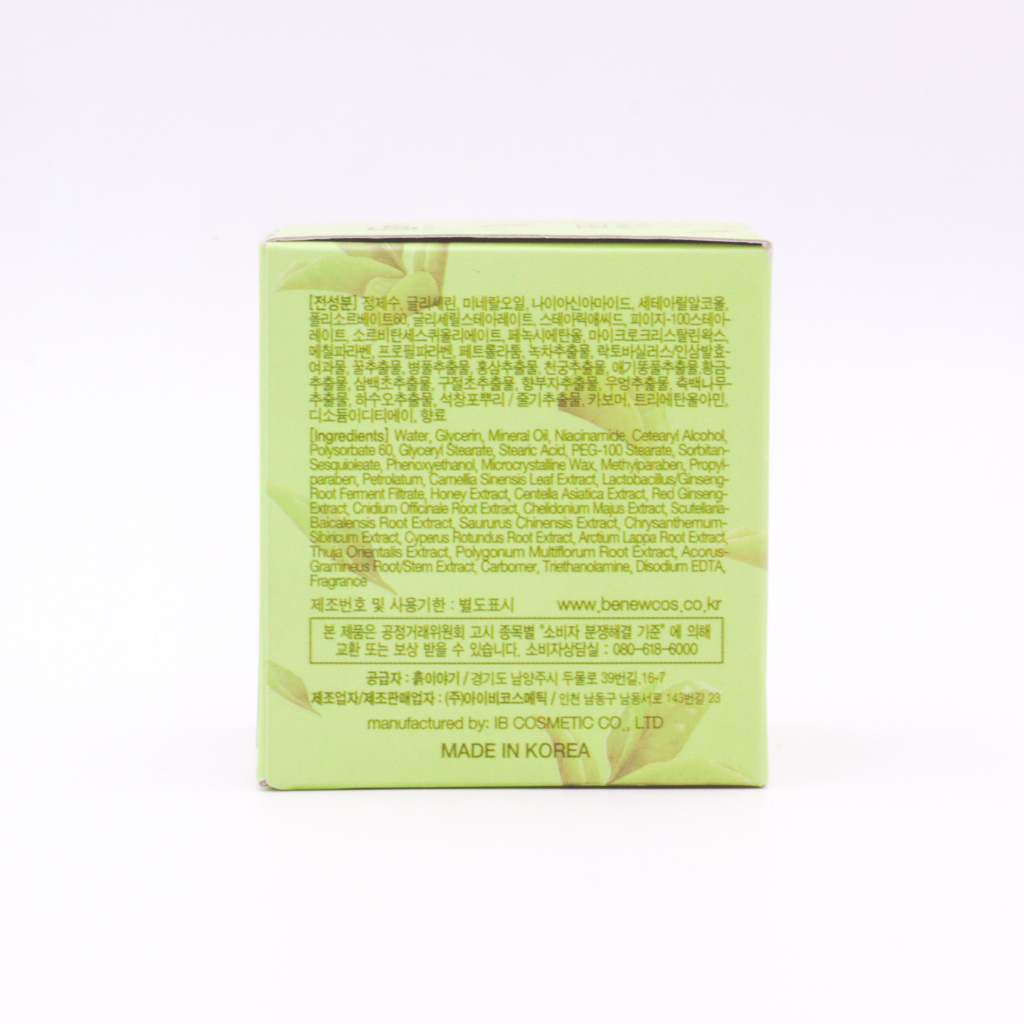 [전성분] 정제수, 글리세린, 미네랄오일, 나이아신아마이드, 세테아릴알코올,
폴리소르베이트60, 글리세릴스테아레이트, 스테아릭애씨드, 피이지-100스테아-
레이트, 소르비탄세스퀴올리에이트, 페녹시에탄올, 마이크로크리스탈린왁스,
메칠파라벤, 프로필파라벤, 페트롤라툼, 녹차추출물, 락토바실러스/인삼발효-
여과물, 꿀추출물, 병풀추출물, 홍삼추출물, 천궁추출물, 애기똥풀추출물,황금-
추출물, 삼백초추출물, 구절초추출물, 향부자추출물, 우엉추출물, 측백나무-
추출물, 하수오추출물, 석창포뿌리 / 줄기추출물, 카보머, 트리에탄올아민,
디소듐이디티에이, 향료
[Ingredients] Water, Glycerin, Mineral Oil, Niacinamide, Cetearyl Alcohol,
Polysorbate 60, Glyceryl Stearate, Stearic Acid, PEG-100 Stearate, Sorbitan-
Sesquioleate, Phenoxyethanol, Microcrystalline Wax, Methylparaben, Propyl-
paraben, Petrolatum, Camellia Sinensis Leaf Extract, Lactobacillus/Ginseng-
Root Ferment Filtrate, Honey Extract, Centella Asiatica Extract, Red Ginseng-
Extract, Cnidium Officinale Root Extract, Chelidonium Majus Extract, Scutellaria-
Baicalensis Root Extract, Saururus Chinensis Extract, Chrysanthemum-
Sibiricum Extract, Cyperus Rotundus Root Extract, Arctium Lappa Root Extract,
Thuja Orientalis Extract, Polygonum Multiflorum Root Extract, Acorus-
Gramineus Root/Stem Extract, Carbomer, Triethanolamine, Disodium EDTA,
Fragrance
제조번호 및 사용기한 : 별도표시 www.benewcos.co.kr
본 제품은 공정거래위원회 고시 종목별 "소비자 분쟁해결 기준" 에 의해
교환 또는 보상 받을 수 있습니다. 소비자상담실 : 080-618-6000
공급자 : 흙이야기 / 경기도 남양주시 두물로 39번길,16-7
제조업자/제조판매업자 : (주)아이비코스메틱 / 인천 남동구 남동서로 143번길 23
manufactured by: IB COSMETIC CO., LTD
MADE IN KOREA